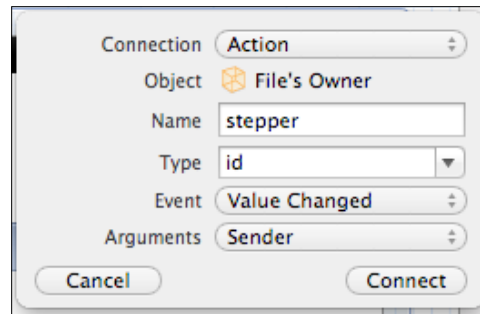 Connection Action
Object File's Owner
Name stepper
Type id
Event Value Changed
Arguments Sender
Cancel Connect